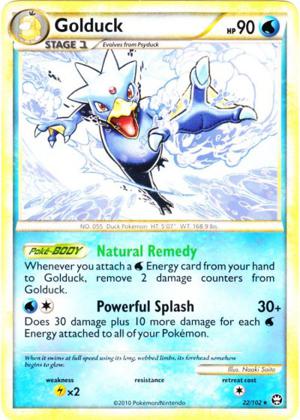 Golduck HP 90
STAGE 1 Evolves from Psyduck
NO. 055 Duck Pokémon HT. 5'07" WT. 168.9 lbs.
Poké-BODY Natural Remedy
Whenever you attach a Energy card from your hand
to Golduck, remove 2 damage counters from
Golduck.
Powerful Splash 30+
Does 30 damage plus 10 more damage for each
Energy attached to all of your Pokémon.
When it swims at full speed using its long, webbed limbs, its forehead somehow
begins to glow.
Illus. Naoki Saito
weakness resistance retreat cost
×2
©2010 Pokémon/Nintendo 22/102 ★